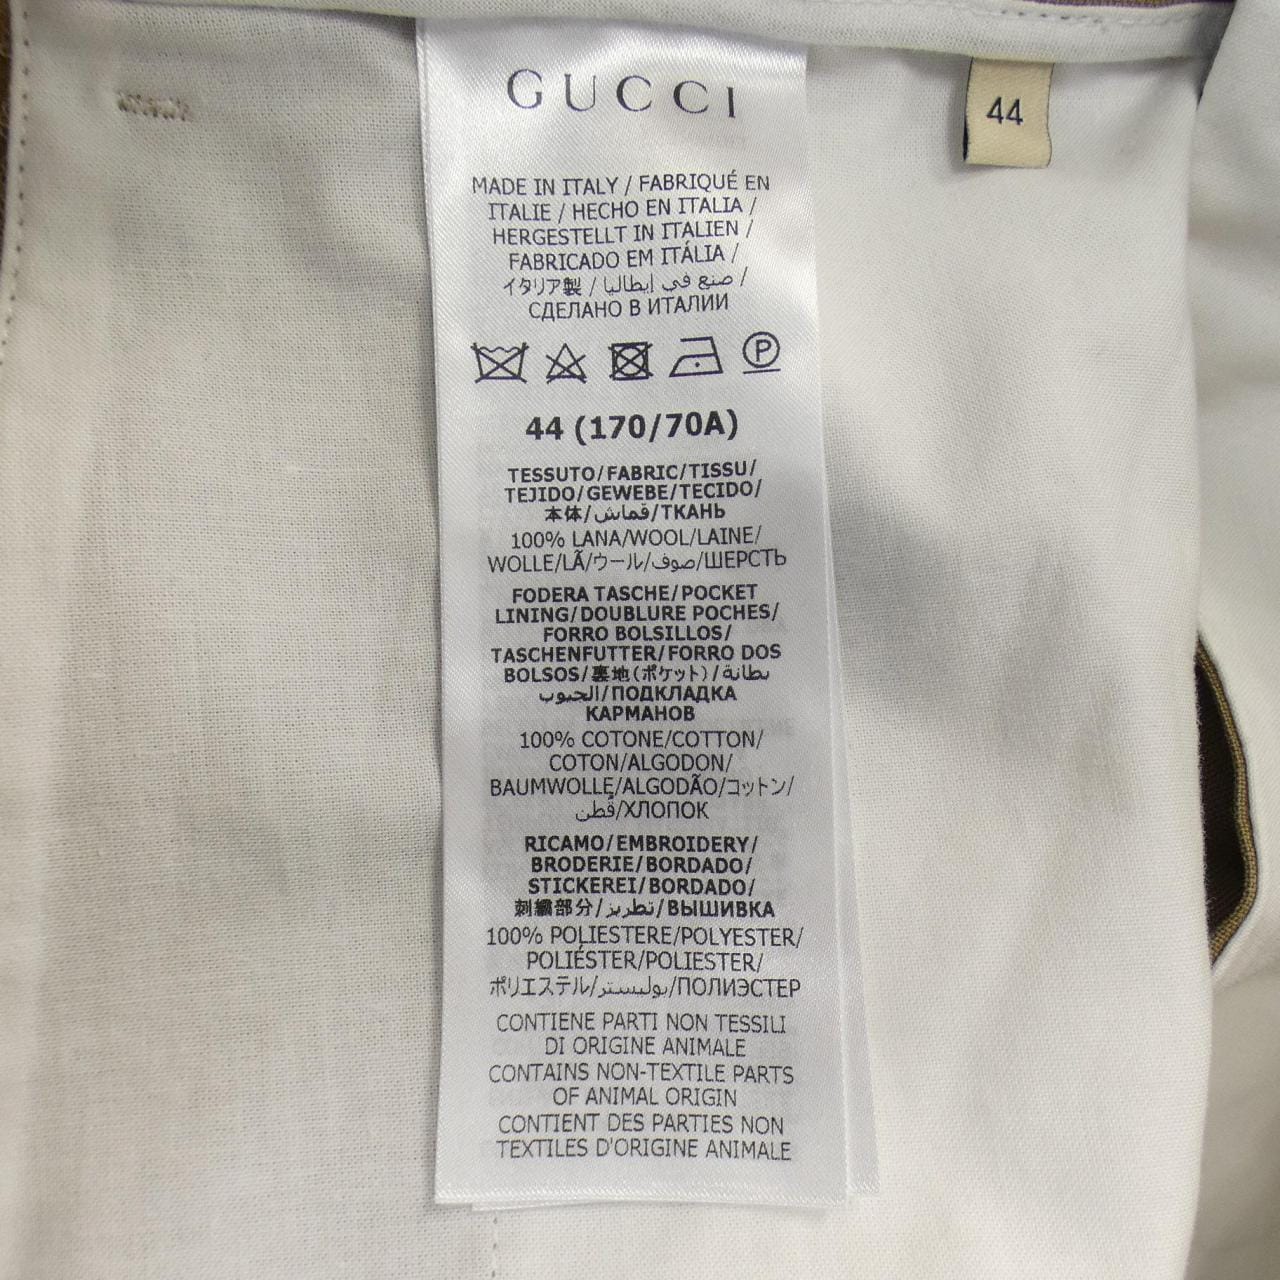 GUCCI
44
MADE IN ITALY / FABRIQUÉ EN
ITALIE / HECHO EN ITALIA /
HERGESTELLT IN ITALIEN /
FABRICADO EM ITÁLIA /
イタリア製 / صنع في إيطاليا /
СДЕЛАНО В ИТАЛИИ
P
44 (170/70A)
TESSUTO/FABRIC/TISSU/
TEJIDO/GEWEBE/TECIDO/
本体/قماش/ТКАНЬ
100% LANA/WOOL/LAINE/
WOLLE/LÃ/ウール/صوف/ШЕРСТЬ
FODERA TASCHE/POCKET
LINING/DOUBLURE POCHES/
FORRO BOLSILLOS/
TASCHENFUTTER/FORRO DOS
BOLSOS/裏地(ポケット)/بطانة
الجيوب/ПОДКЛАДКА
КАРМАНОВ
100% COTONE/COTTON/
COTON/ALGODON/
BAUMWOLLE/ALGODÃO/コットン/
قُطن/ХЛОПОК
RICAMO/EMBROIDERY/
BRODERIE/BORDADO/
STICKEREI/BORDADO/
刺繍部分/تطريز/ВЫШИВКА
100% POLIESTERE/POLYESTER/
POLIÉSTER/POLIESTER/
ポリエステル/بوليستر/ПОЛИЭСТЕР
CONTIENE PARTI NON TESSILI
DI ORIGINE ANIMALE
CONTAINS NON-TEXTILE PARTS
OF ANIMAL ORIGIN
CONTIENT DES PARTIES NON
TEXTILES D'ORIGINE ANIMALE